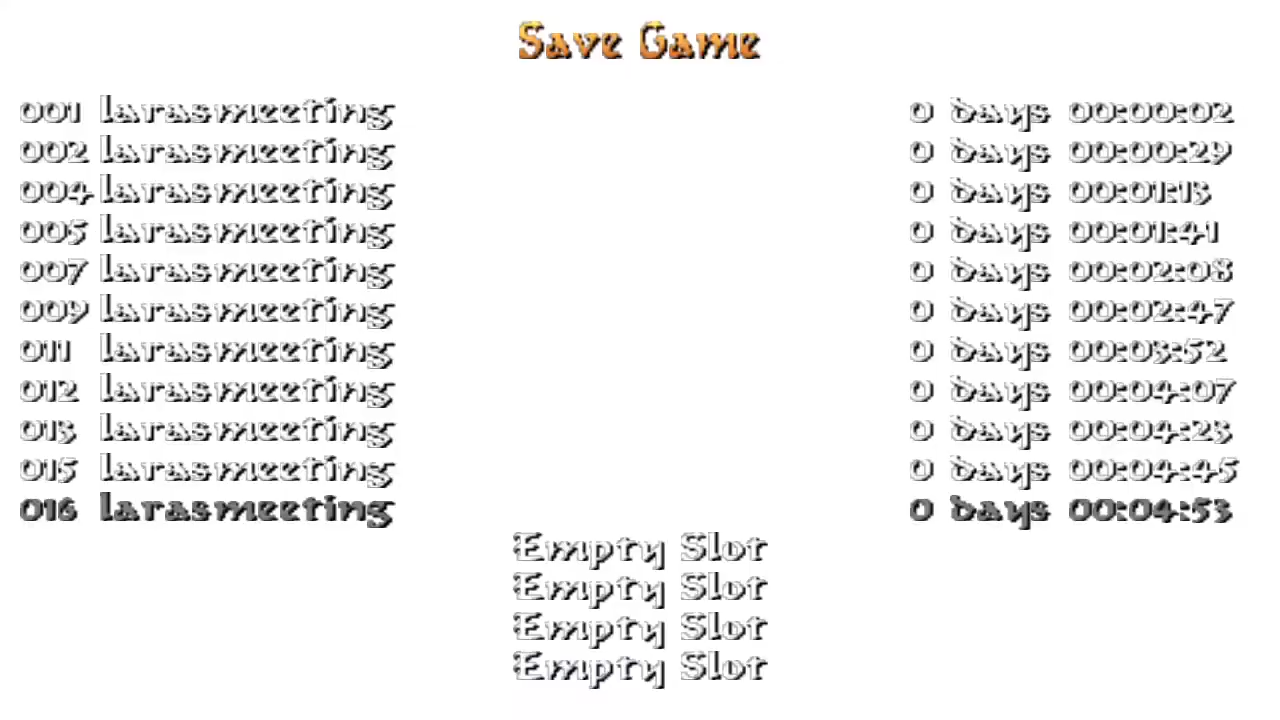 Save Game
001 larasmeeting 0 days 00:00:02
002 larasmeeting 0 days 00:00:29
004 larasmeeting 0 days 00:01:13
005 larasmeeting 0 days 00:01:41
007 larasmeeting 0 days 00:02:08
009 larasmeeting 0 days 00:02:47
011 larasmeeting 0 days 00:03:52
012 larasmeeting 0 days 00:04:07
013 larasmeeting 0 days 00:04:23
015 larasmeeting 0 days 00:04:45
016 larasmeeting 0 days 00:04:53
Empty Slot
Empty Slot
Empty Slot
Empty Slot